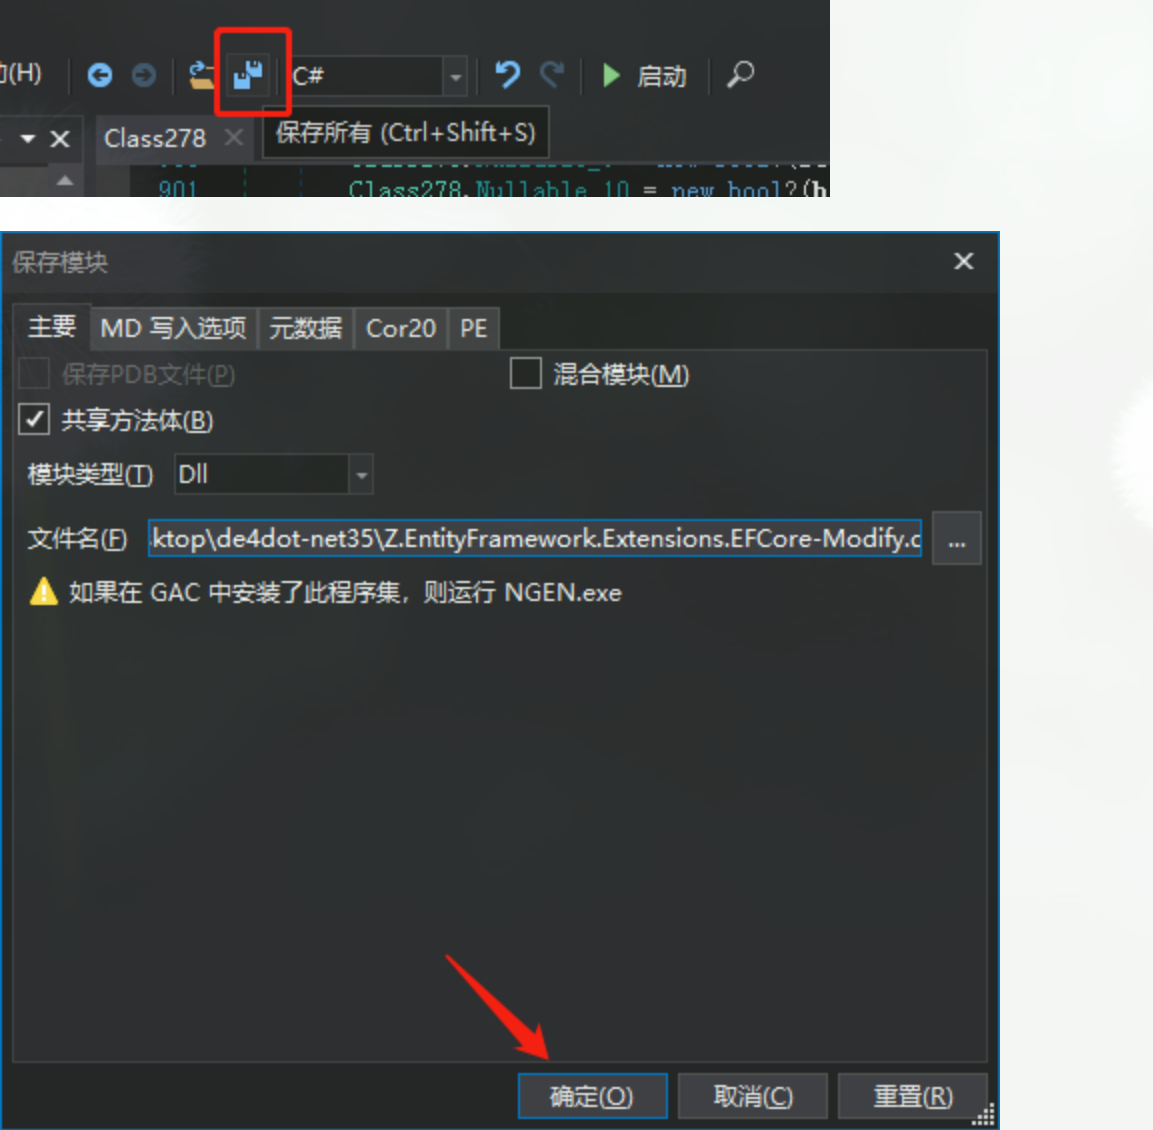 (H)
C#
启动
Class278
保存所有 (Ctrl+Shift+S)
901
Class278.Nullable_10 = new bool?(b
保存模块
主要
MD 写入选项
元数据
Cor20
PE
保存PDB文件(P)
混合模块(M)
共享方法体(B)
模块类型(T)
Dll
文件名(F)
ktop\de4dot-net35\Z.EntityFramework.Extensions.EFCore-Modify.c
...
如果在 GAC 中安装了此程序集，则运行 NGEN.exe
确定(O)
取消(C)
重置(R)